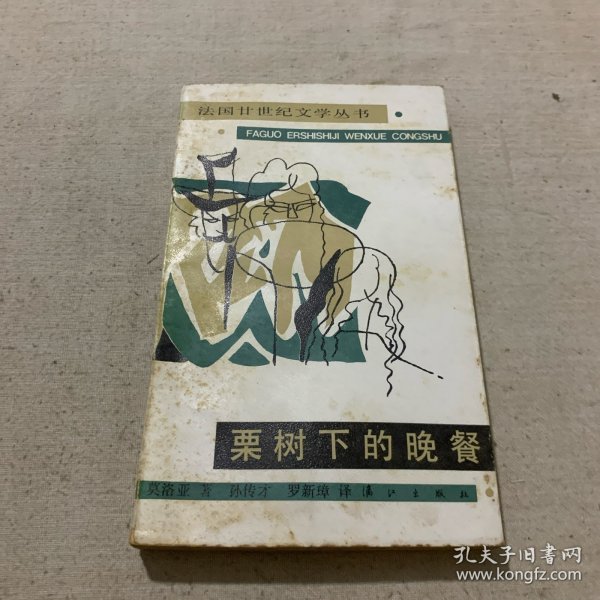 法国廿世纪文学丛书
FAGUO ERSHISHIJI WENXUE CONGSHU
栗树下的晚餐
莫洛亚 著 孙传才 罗新璋 译 漓江出版社
孔夫子旧书网
www.kongfz.com